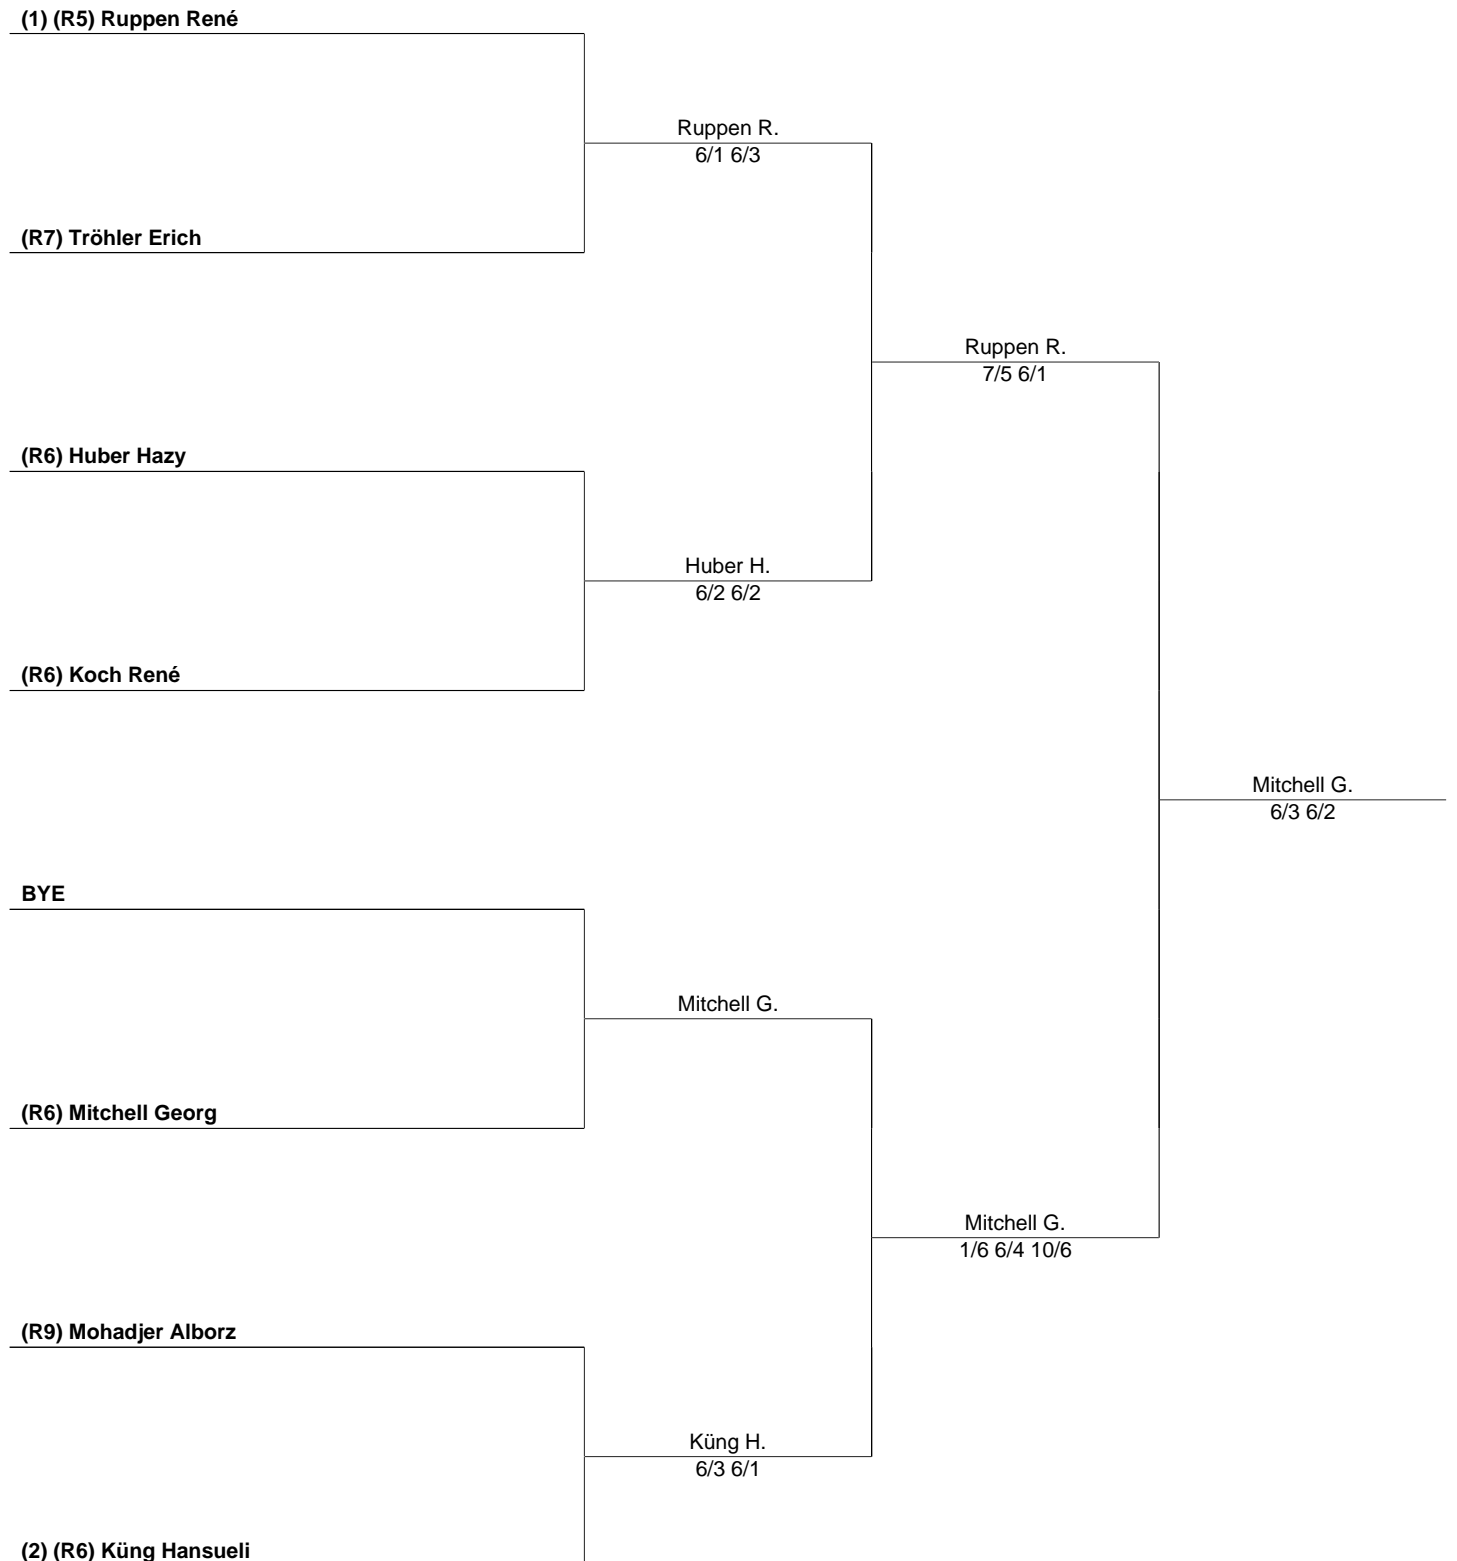 (1) (R5) Ruppen René
Ruppen R.
6/1 6/3
(R7) Tröhler Erich
Ruppen R.
7/5 6/1
(R6) Huber Hazy
Huber H.
6/2 6/2
(R6) Koch René
Mitchell G.
6/3 6/2
BYE
Mitchell G.
(R6) Mitchell Georg
Mitchell G.
1/6 6/4 10/6
(R9) Mohadjer Alborz
Küng H.
6/3 6/1
(2) (R6) Küng Hansueli